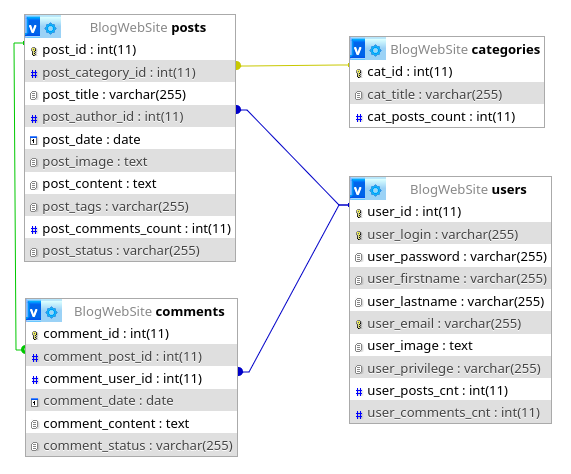 BlogWebSite posts
post_id : int(11)
post_category_id : int(11)
post_title : varchar(255)
post_author_id : int(11)
post_date : date
post_image : text
post_content : text
post_tags : varchar(255)
post_comments_count : int(11)
post_status : varchar(255)
BlogWebSite categories
cat_id : int(11)
cat_title : varchar(255)
cat_posts_count : int(11)
BlogWebSite users
user_id : int(11)
user_login : varchar(255)
user_password : varchar(255)
user_firstname : varchar(255)
user_lastname : varchar(255)
user_email : varchar(255)
user_image : text
user_privilege : varchar(255)
user_posts_cnt : int(11)
user_comments_cnt : int(11)
BlogWebSite comments
comment_id : int(11)
comment_post_id : int(11)
comment_user_id : int(11)
comment_date : date
comment_content : text
comment_status : varchar(255)